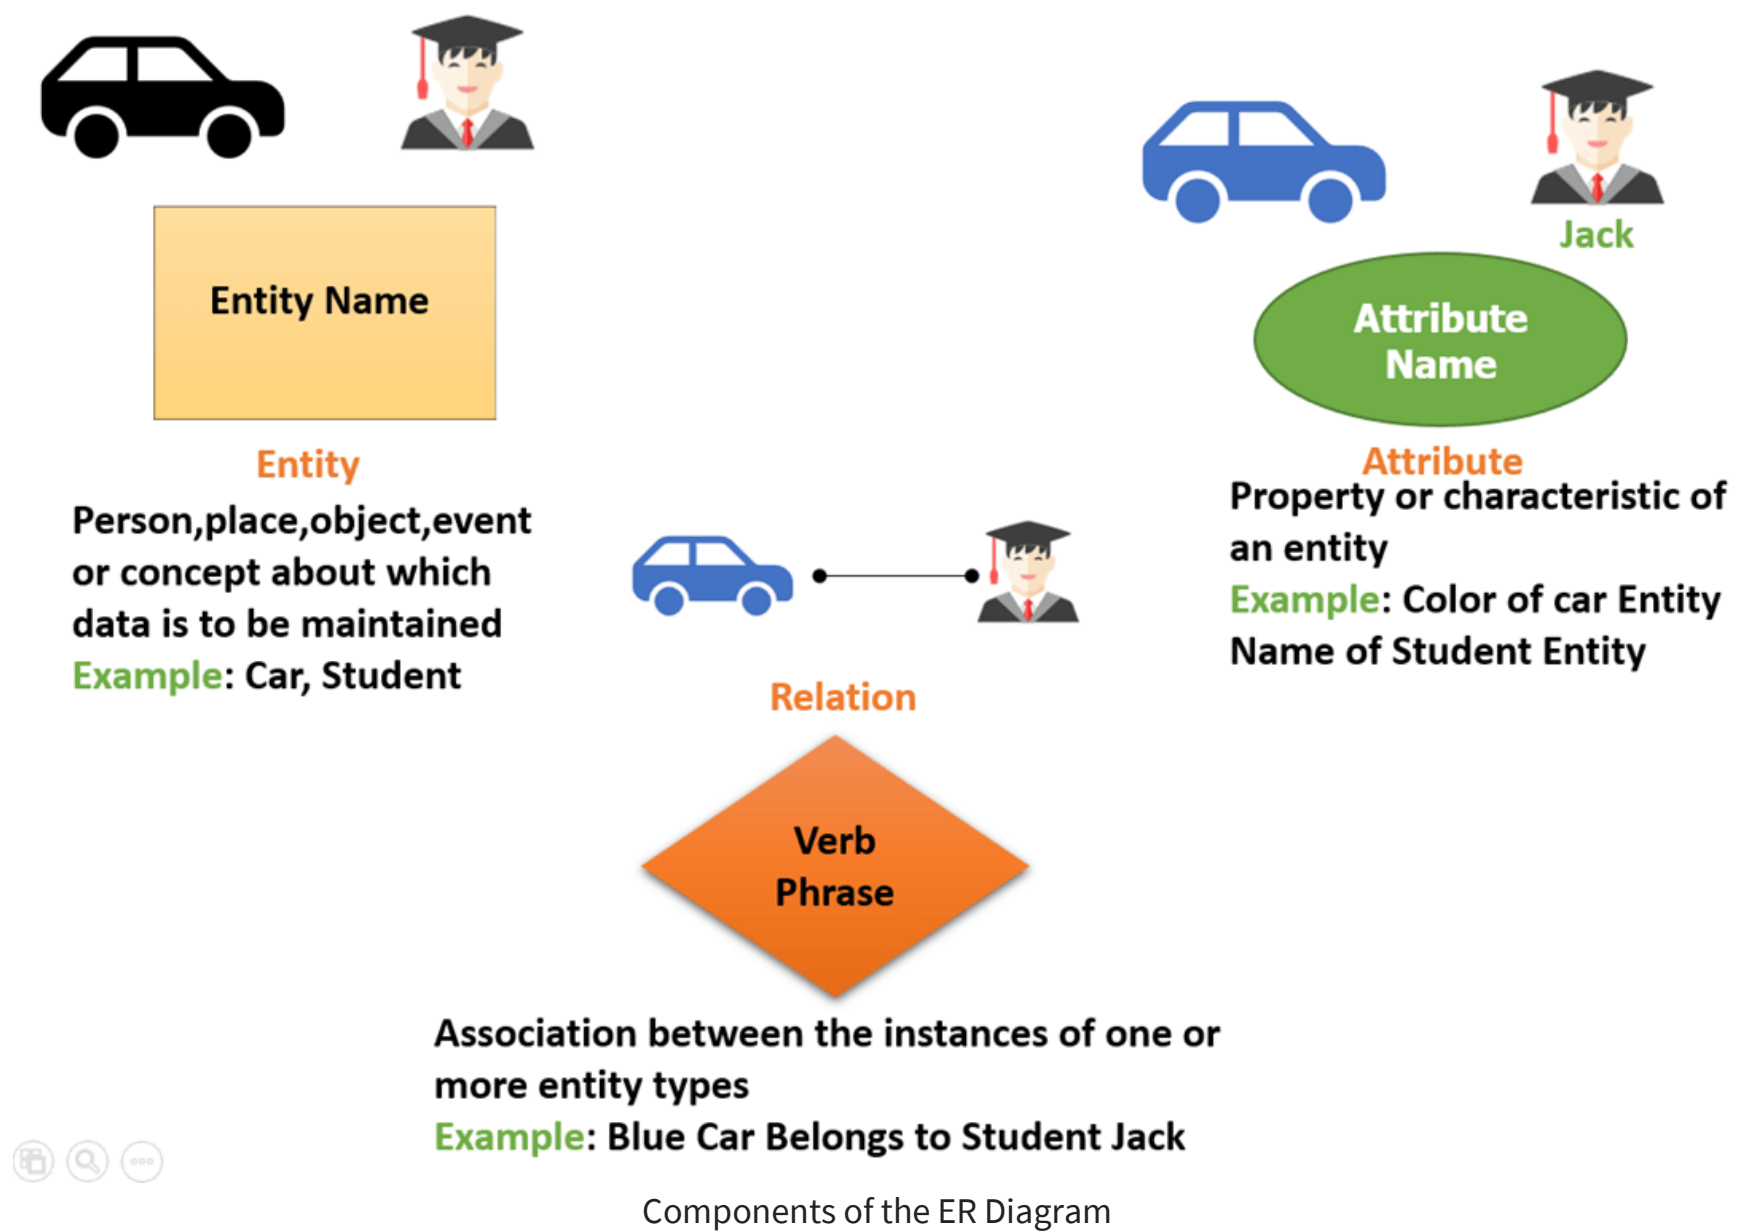 Entity Name
Entity
Person,place,object,event
or concept about which
data is to be maintained
Example: Car, Student
Jack
Attribute
Name
Attribute
Property or characteristic of
an entity
Example: Color of car Entity
Name of Student Entity
Relation
Verb
Phrase
Association between the instances of one or
more entity types
Example: Blue Car Belongs to Student Jack
Components of the ER Diagram